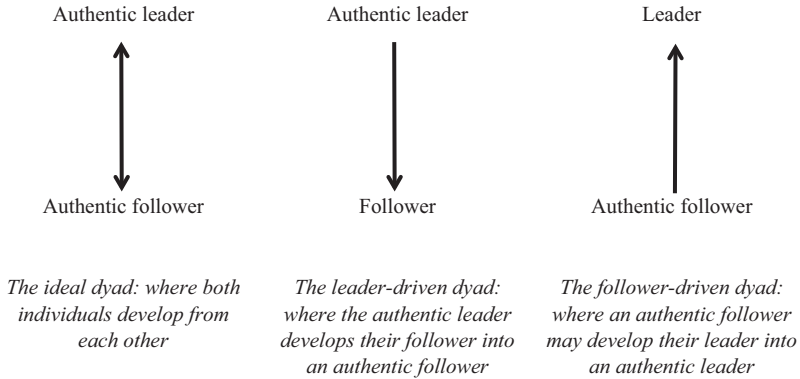 Authentic leader
Authentic follower
The ideal dyad: where both
individuals develop from
each other
Authentic leader
Follower
The leader-driven dyad:
where the authentic leader
develops their follower into
an authentic follower
Leader
Authentic follower
The follower-driven dyad:
where an authentic follower
may develop their leader into
an authentic leader